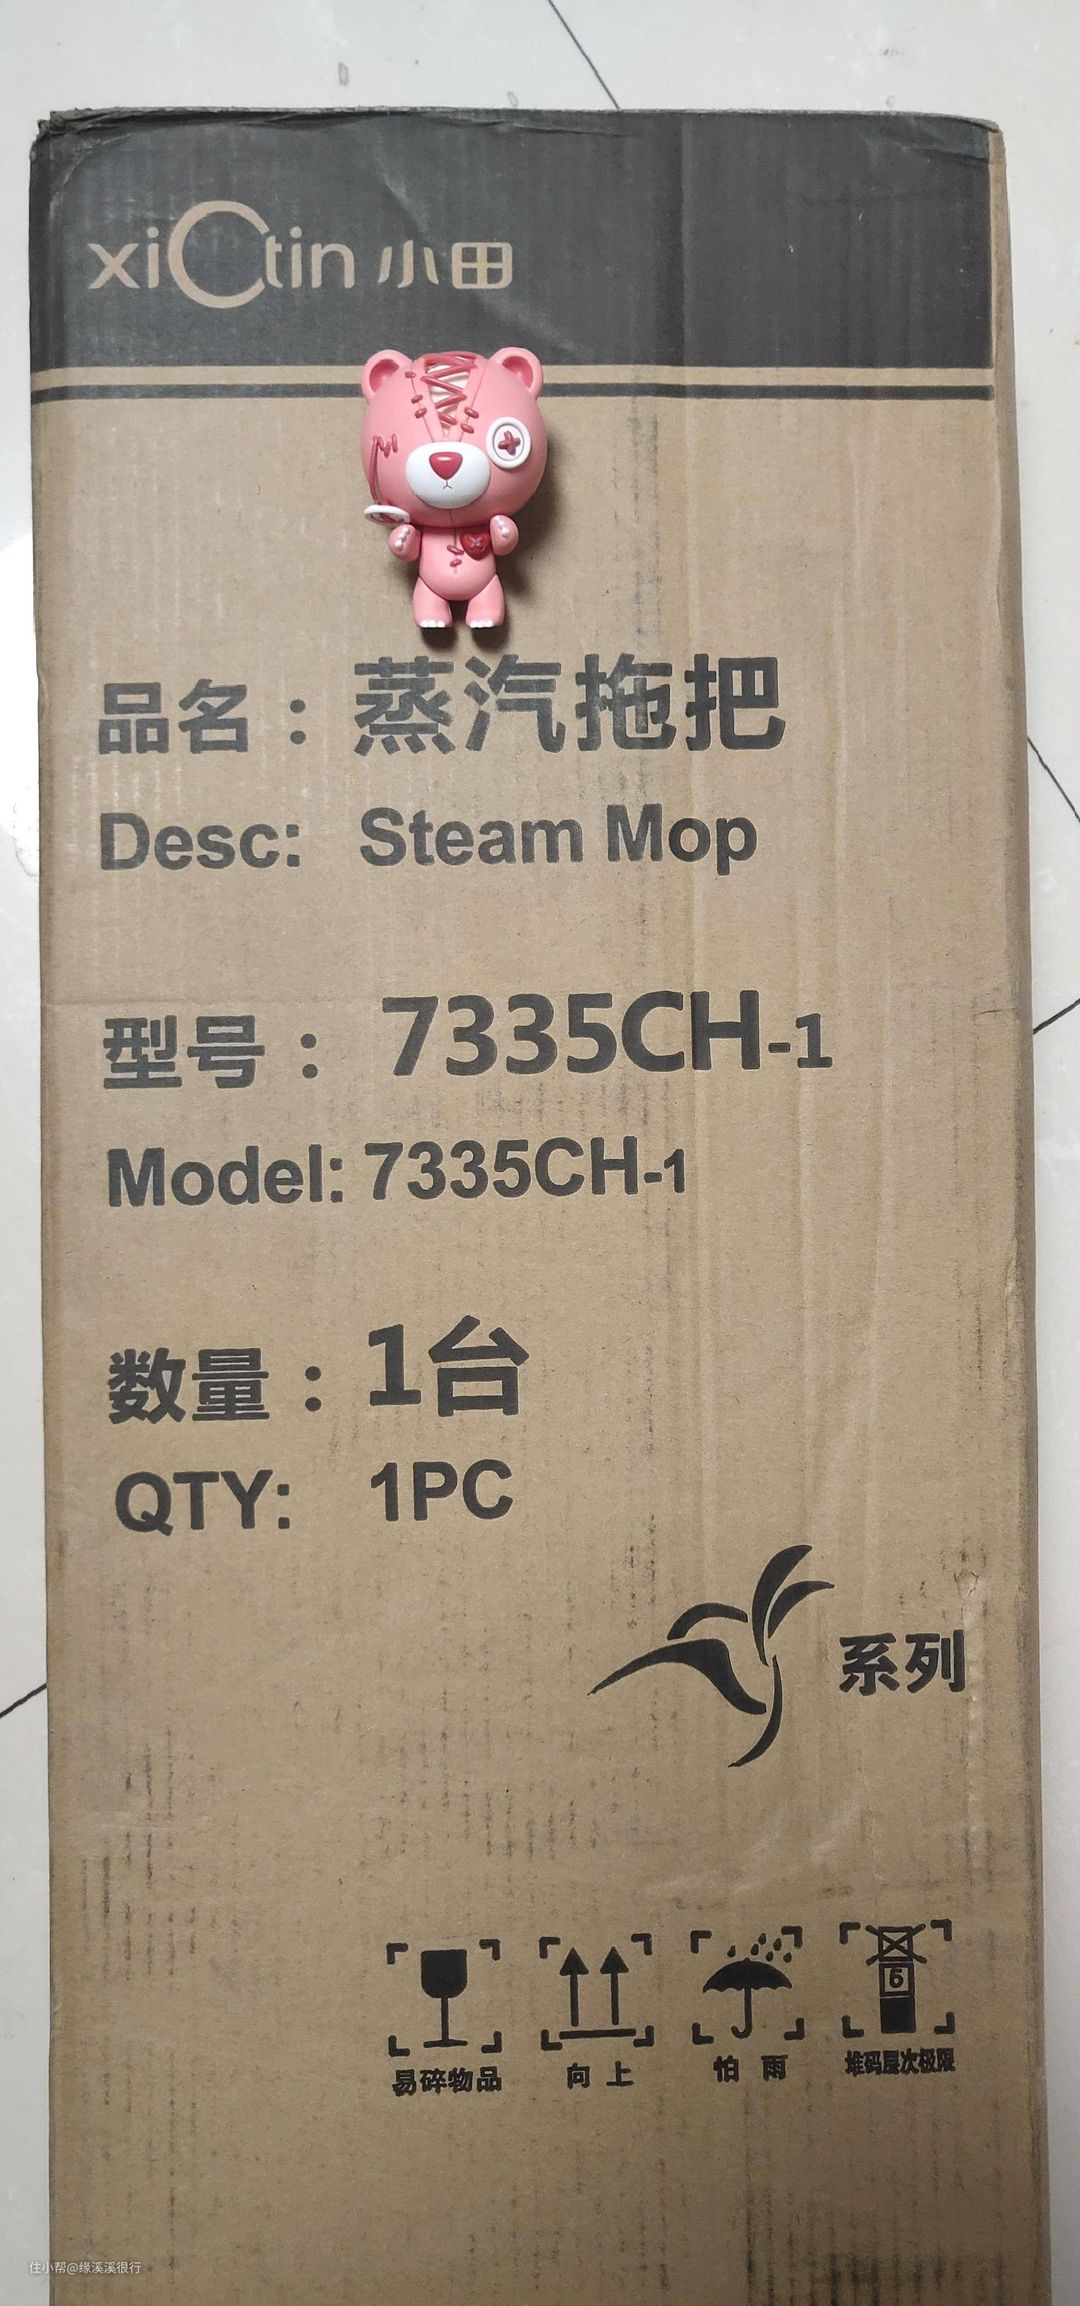 xiCtin 小田
品名：蒸汽拖把
Desc: Steam Mop
型号：7335CH-1
Model: 7335CH-1
数量：1台
QTY: 1PC
系列
6
易碎物品 向上 怕雨 堆码层次极限
住小帮@缘溪溪很行